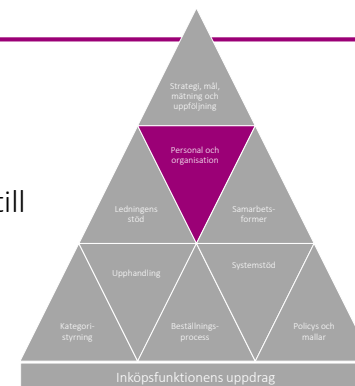 Strategi, mål,
mätning och
uppföljning
Personal och
organisation
till
Ledningens
stöd
Samarbets-
former
Upphandling
Systemstöd
Kategori-
styrning
Beställnings-
process
Policys och
mallar
Inköpsfunktionens uppdrag